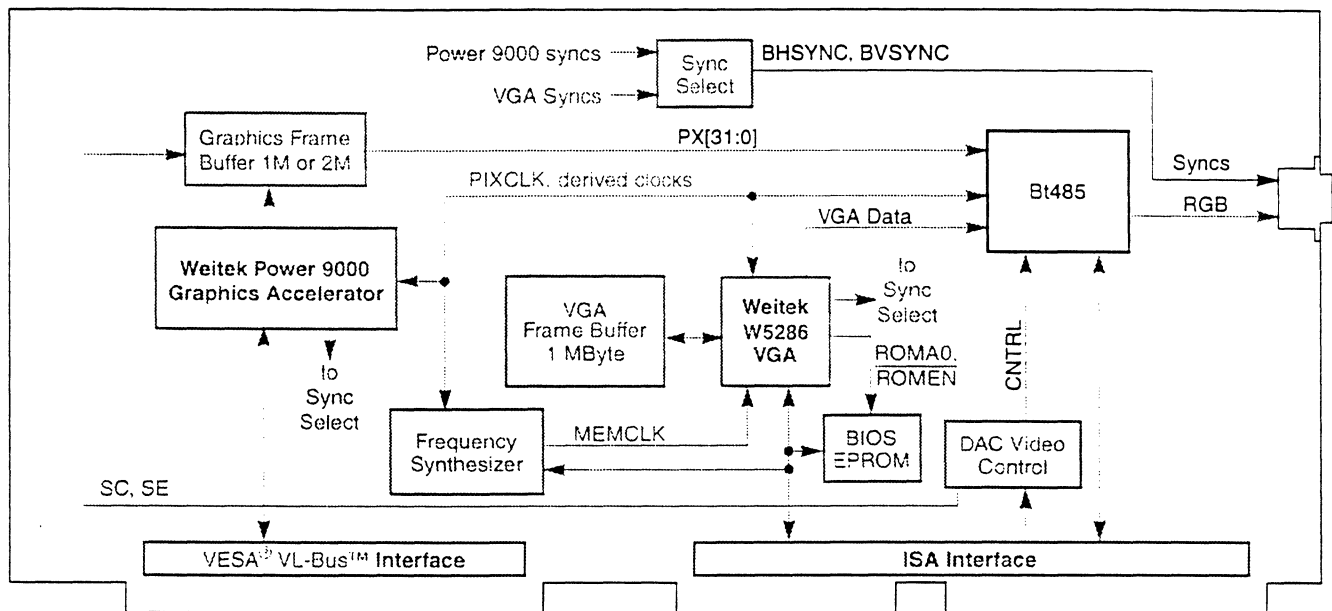 Power 9000 syncs
VGA Syncs
Sync
Select
BHSYNC, BVSYNC
Graphics Frame
Buffer 1M or 2M
PX[31:0]
PIXCLK, derived clocks
VGA Data
Bt485
Syncs
RGB
Weitek Power 9000
Graphics Accelerator
VGA
Frame Buffer
1 MByte
Weitek
W5286
VGA
To
Sync
Select
ROMA0,
ROMEN
CNTRL
To
Sync
Select
Frequency
Synthesizer
MEMCLK
BIOS
EPROM
DAC Video
Control
SC, SE
VESA® VL-Bus™ Interface
ISA Interface